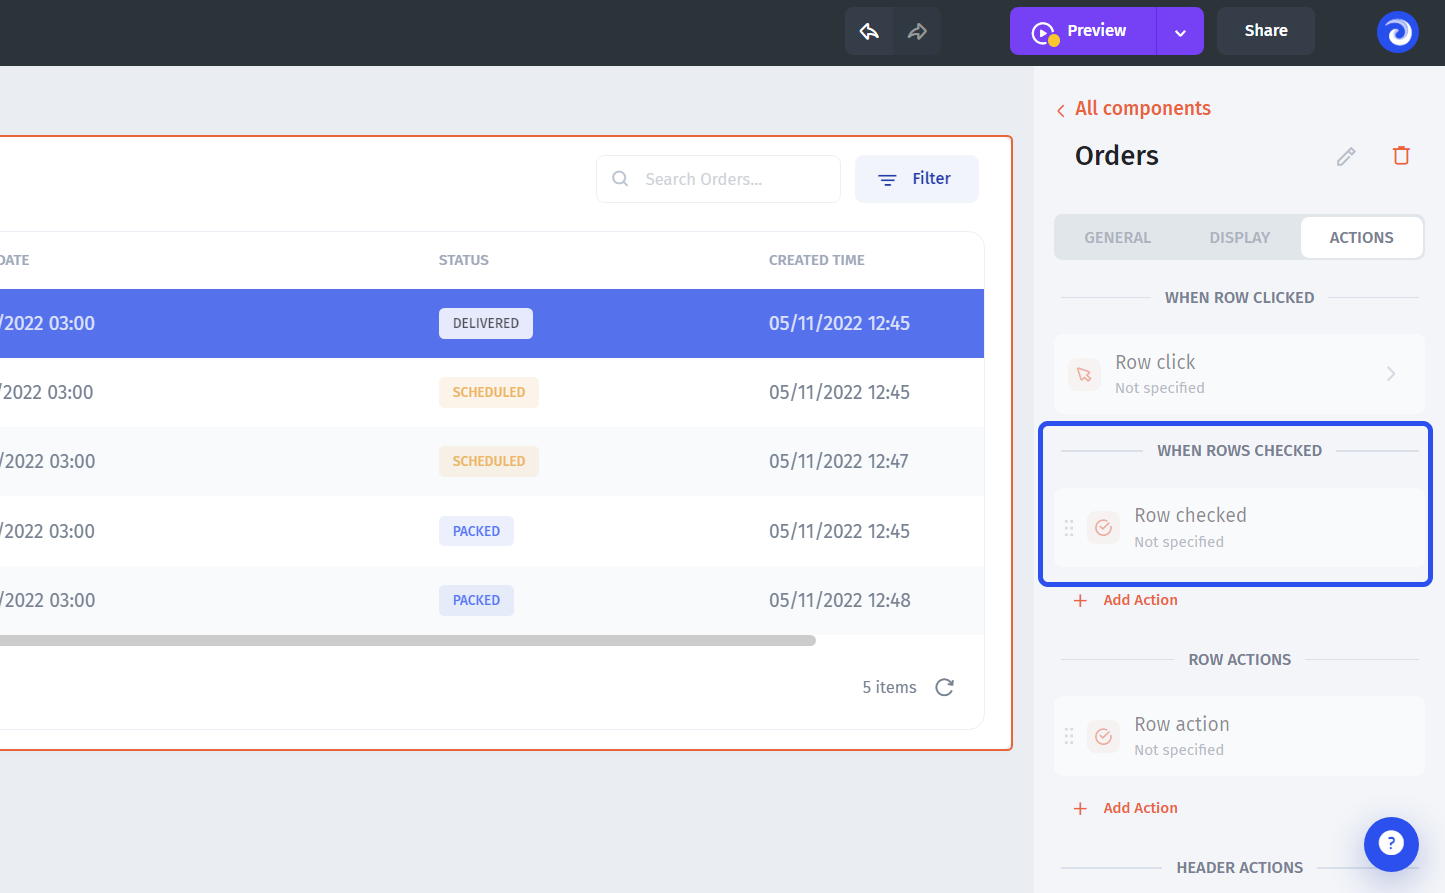 Preview
Share
All components
Orders
Search Orders...
Filter
GENERAL DISPLAY ACTIONS
DATE STATUS CREATED TIME
/2022 03:00 DELIVERED 05/11/2022 12:45
/2022 03:00 SCHEDULED 05/11/2022 12:45
/2022 03:00 SCHEDULED 05/11/2022 12:47
/2022 03:00 PACKED 05/11/2022 12:45
/2022 03:00 PACKED 05/11/2022 12:48
5 items
WHEN ROW CLICKED
Row click
Not specified
WHEN ROWS CHECKED
Row checked
Not specified
+ Add Action
ROW ACTIONS
Row action
Not specified
+ Add Action
?
HEADER ACTIONS